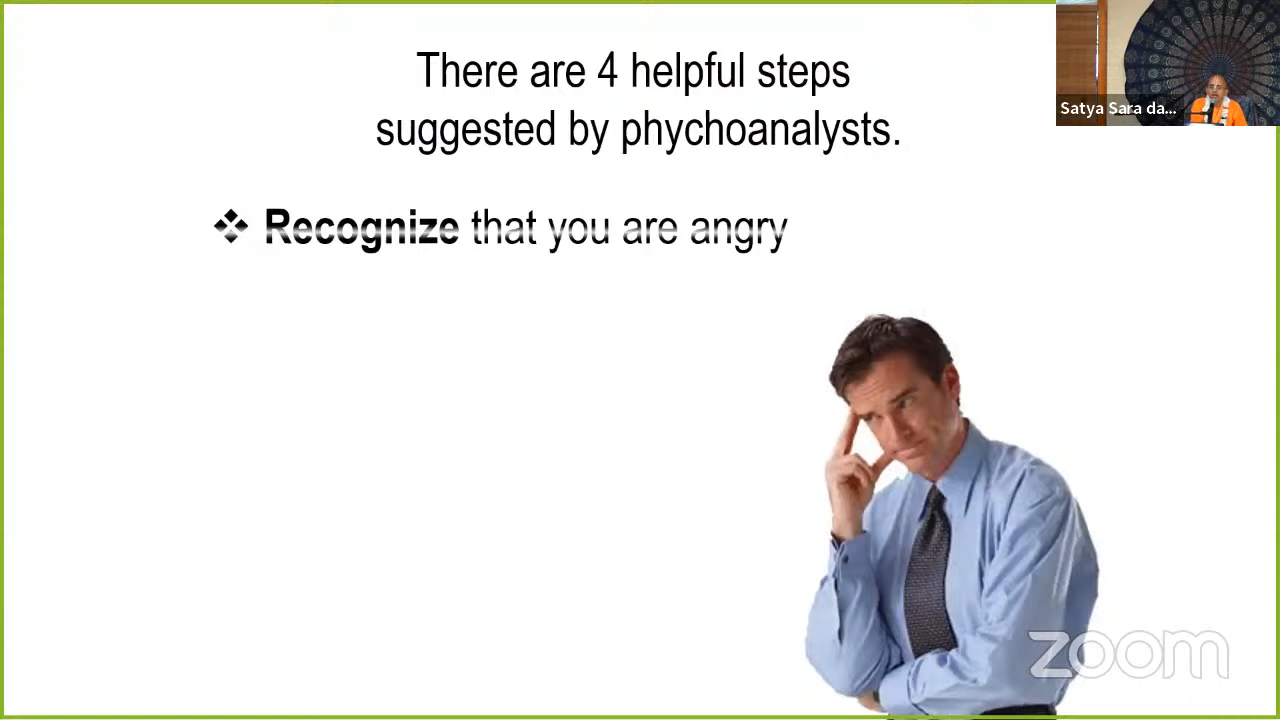 There are 4 helpful steps
suggested by phychoanalysts.
Satya Sara da...
❖ Recognize that you are angry
zoom